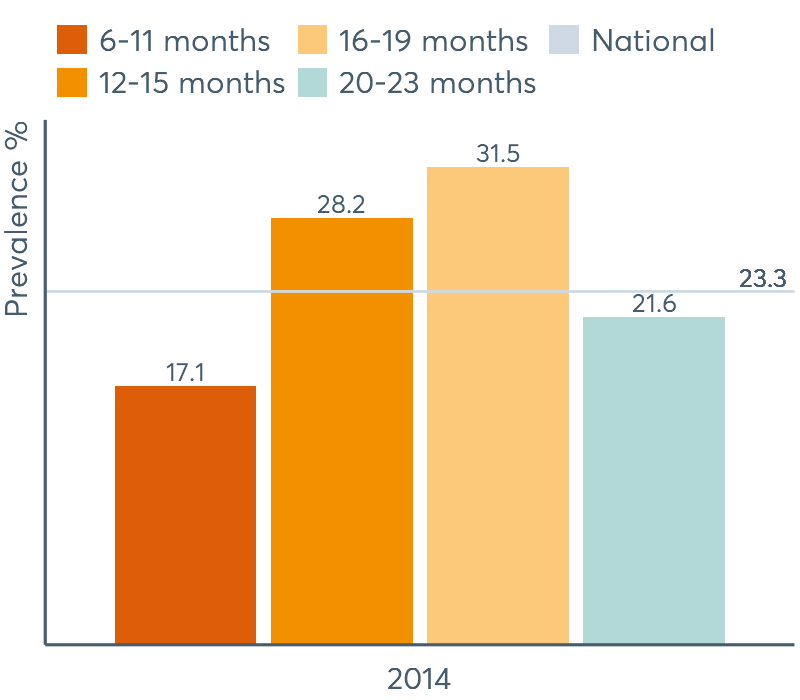 6-11 months 16-19 months National
12-15 months 20-23 months
Prevalence %
31.5
28.2
23.3
21.6
17.1
2014